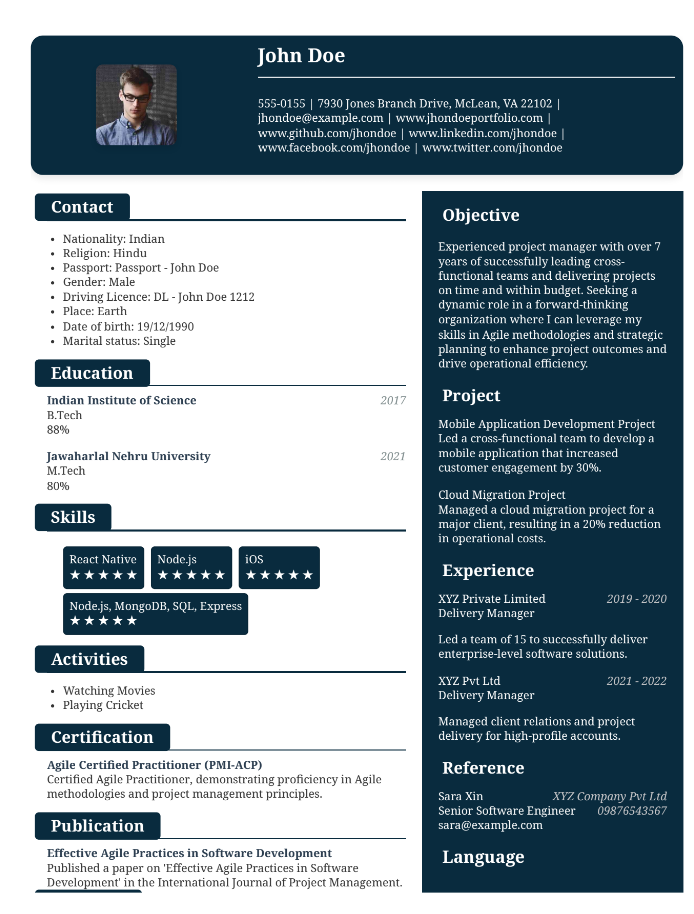 John Doe
555-0155 | 7930 Jones Branch Drive, McLean, VA 22102 |
jhondoe@example.com | www.jhondoeportfolio.com |
www.github.com/jhondoe | www.linkedin.com/jhondoe |
www.facebook.com/jhondoe | www.twitter.com/jhondoe
Contact
• Nationality: Indian
• Religion: Hindu
• Passport: Passport - John Doe
• Gender: Male
• Driving Licence: DL - John Doe 1212
• Place: Earth
• Date of birth: 19/12/1990
• Marital status: Single
Education
Indian Institute of Science 2017
B.Tech
88%
Jawaharlal Nehru University 2021
M.Tech
80%
Skills
React Native
★★★★★
Node.js
★★★★★
iOS
★★★★★
Node.js, MongoDB, SQL, Express
★★★★★
Activities
• Watching Movies
• Playing Cricket
Certification
Agile Certified Practitioner (PMI-ACP)
Certified Agile Practitioner, demonstrating proficiency in Agile
methodologies and project management principles.
Publication
Effective Agile Practices in Software Development
Published a paper on 'Effective Agile Practices in Software
Development' in the International Journal of Project Management.
Objective
Experienced project manager with over 7
years of successfully leading cross-
functional teams and delivering projects
on time and within budget. Seeking a
dynamic role in a forward-thinking
organization where I can leverage my
skills in Agile methodologies and strategic
planning to enhance project outcomes and
drive operational efficiency.
Project
Mobile Application Development Project
Led a cross-functional team to develop a
mobile application that increased
customer engagement by 30%.
Cloud Migration Project
Managed a cloud migration project for a
major client, resulting in a 20% reduction
in operational costs.
Experience
XYZ Private Limited 2019 - 2020
Delivery Manager
Led a team of 15 to successfully deliver
enterprise-level software solutions.
XYZ Pvt Ltd 2021 - 2022
Delivery Manager
Managed client relations and project
delivery for high-profile accounts.
Reference
Sara Xin XYZ Company Pvt Ltd
Senior Software Engineer 09876543567
sara@example.com
Language